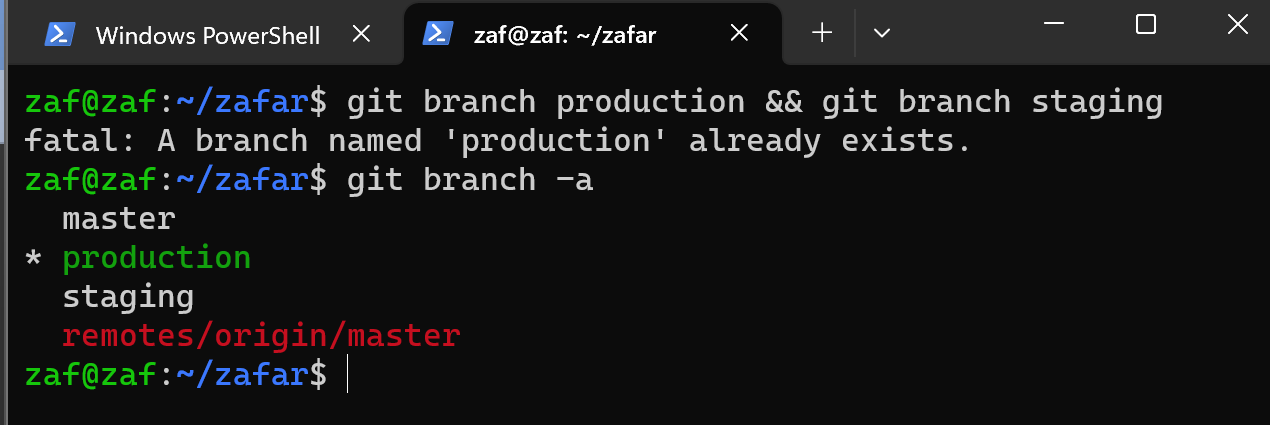 Windows PowerShell
zaf@zaf: ~/zafar
zaf@zaf:~/zafar$ git branch production && git branch staging
fatal: A branch named 'production' already exists.
zaf@zaf:~/zafar$ git branch -a
  master
* production
  staging
  remotes/origin/master
zaf@zaf:~/zafar$